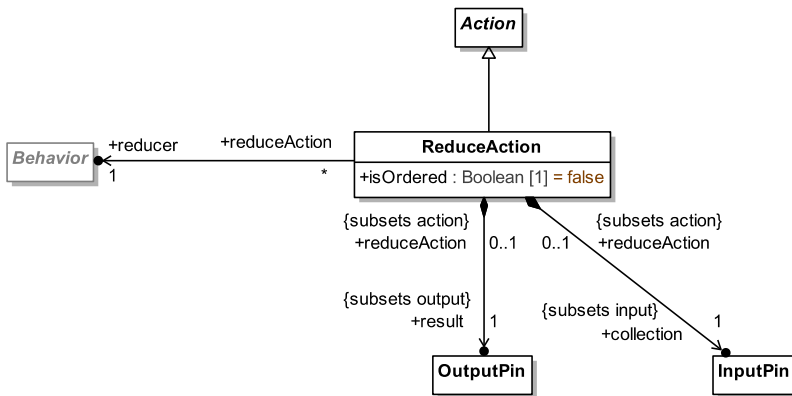 Action
+reducer
+reduceAction
Behavior
1
*
ReduceAction
+isOrdered : Boolean [1] = false
{subsets action}
+reduceAction
0..1
0..1
{subsets action}
+reduceAction
{subsets output}
+result
1
{subsets input}
+collection
1
OutputPin
InputPin